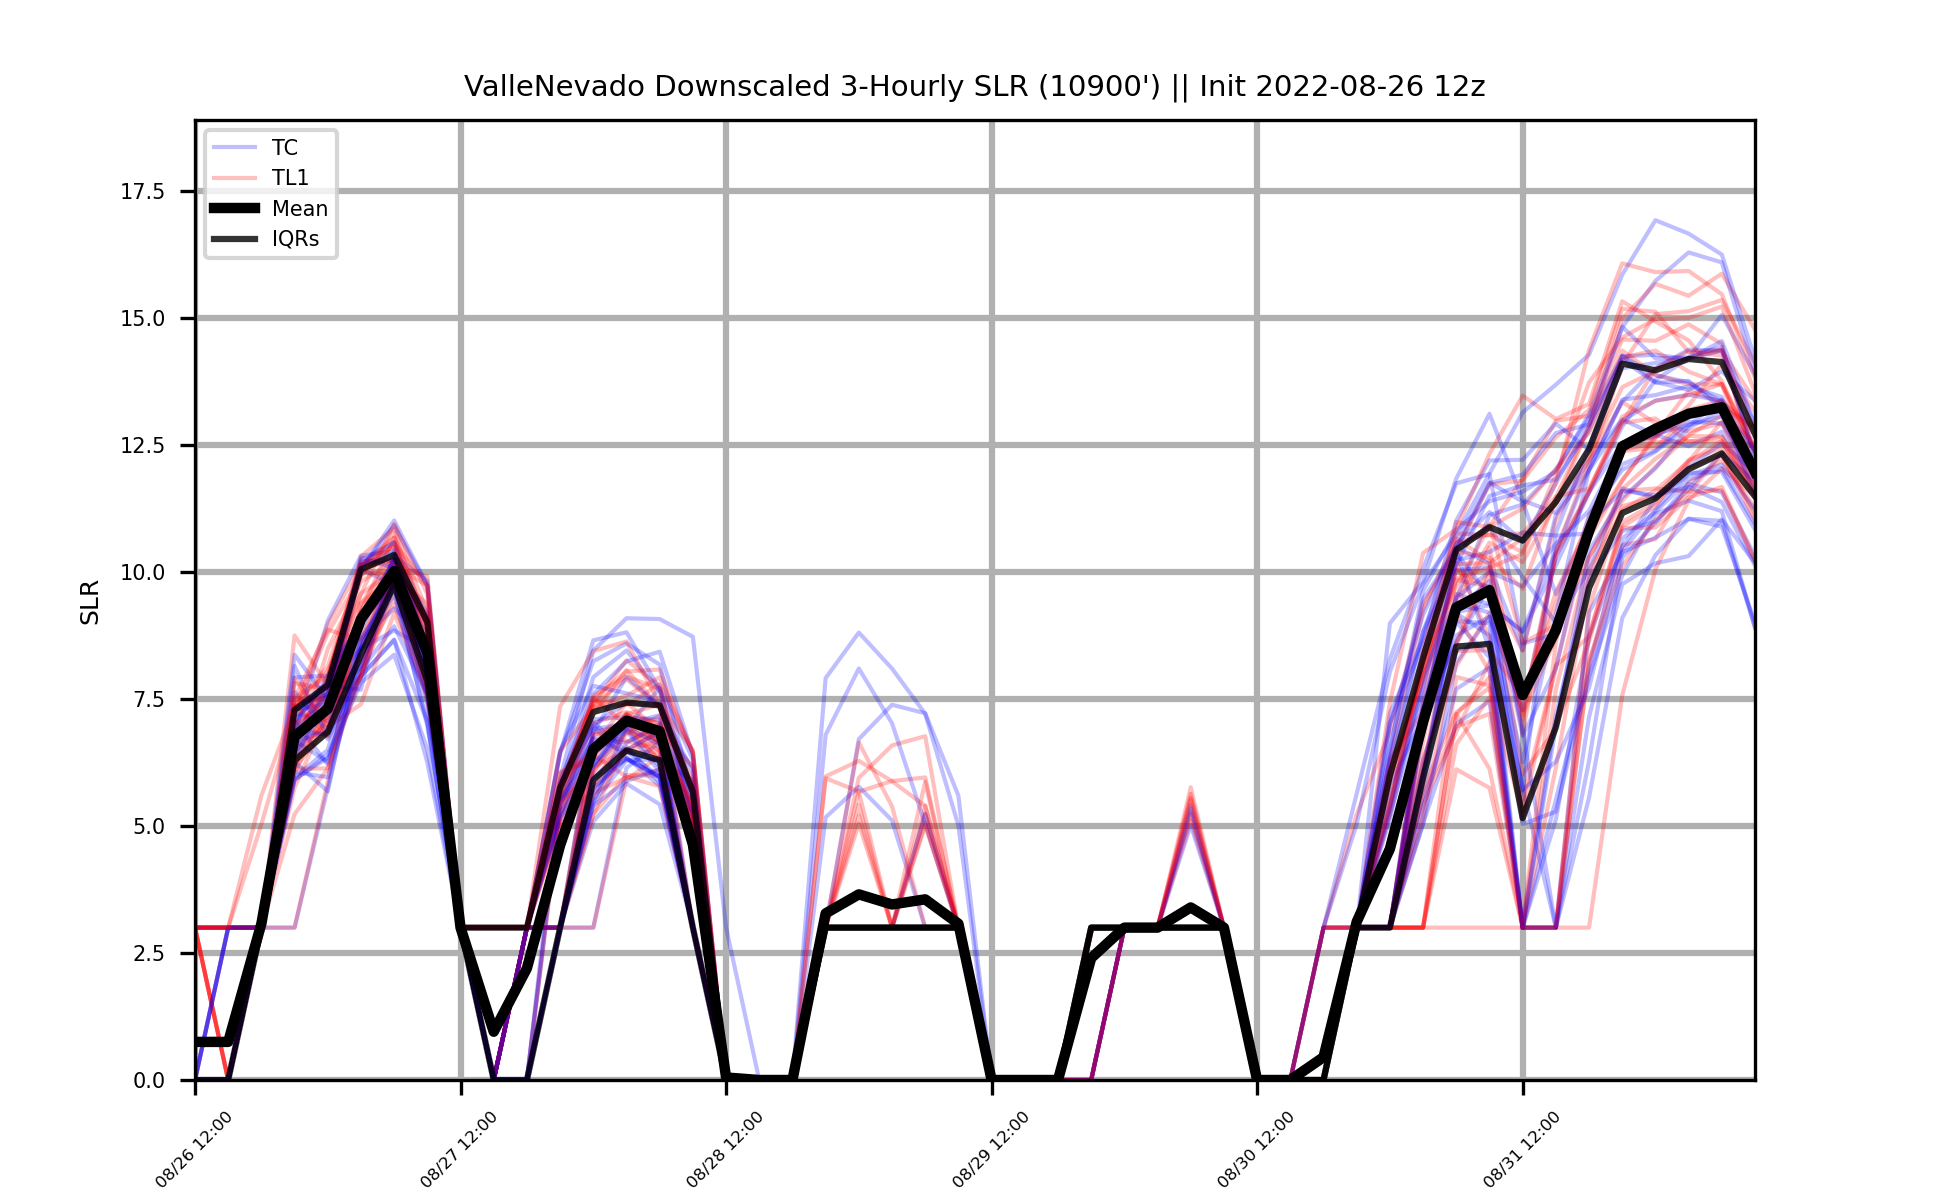 ValleNevado Downscaled 3-Hourly SLR (10900') || Init 2022-08-26 12z
TC
TL1
Mean
IQRs
17.5
15.0
12.5
10.0
7.5
5.0
2.5
0.0
SLR
08/26 12:00
08/27 12:00
08/28 12:00
08/29 12:00
08/30 12:00
08/31 12:00